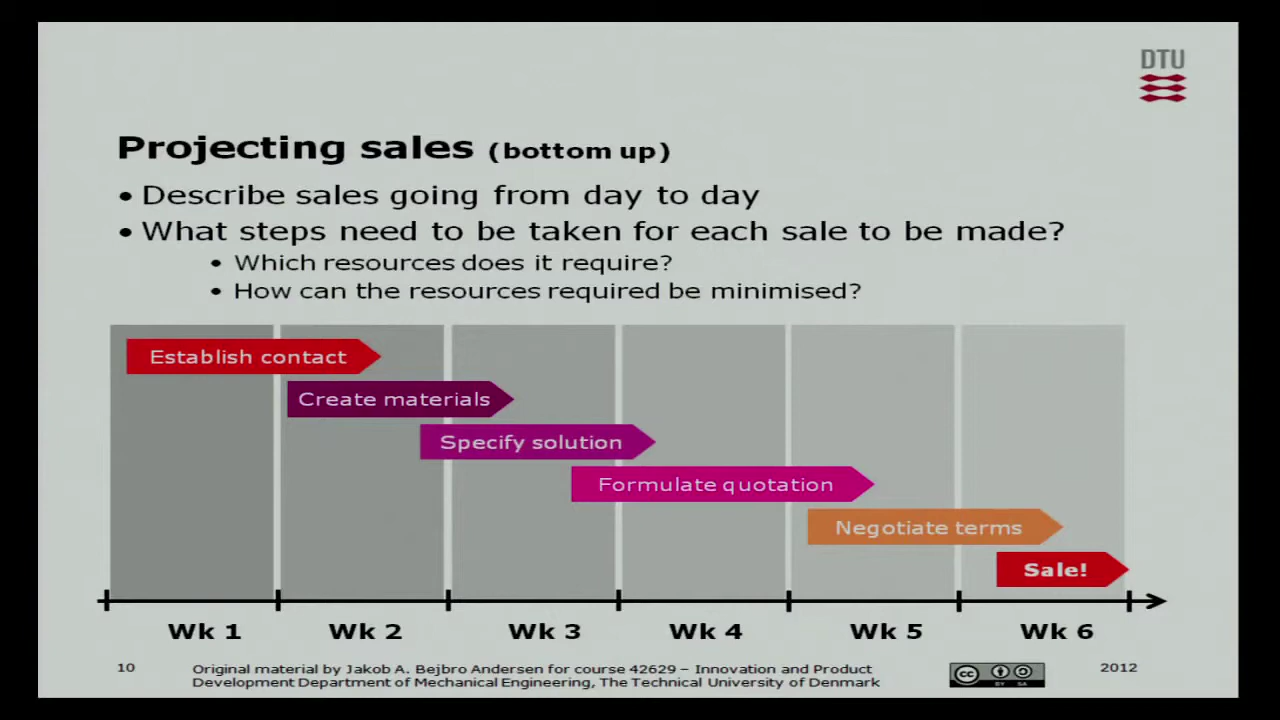 DTU
Projecting sales (bottom up)
• Describe sales going from day to day
• What steps need to be taken for each sale to be made?
• Which resources does it require?
• How can the resources required be minimised?
Establish contact
Create materials
Specify solution
Formulate quotation
Negotiate terms
Sale!
Wk 1 Wk 2 Wk 3 Wk 4 Wk 5 Wk 6
10
Original material by Jakob A. Bejbro Andersen for course 42629 – Innovation and Product
Development Department of Mechanical Engineering, The Technical University of Denmark
cc
BY SA
2012